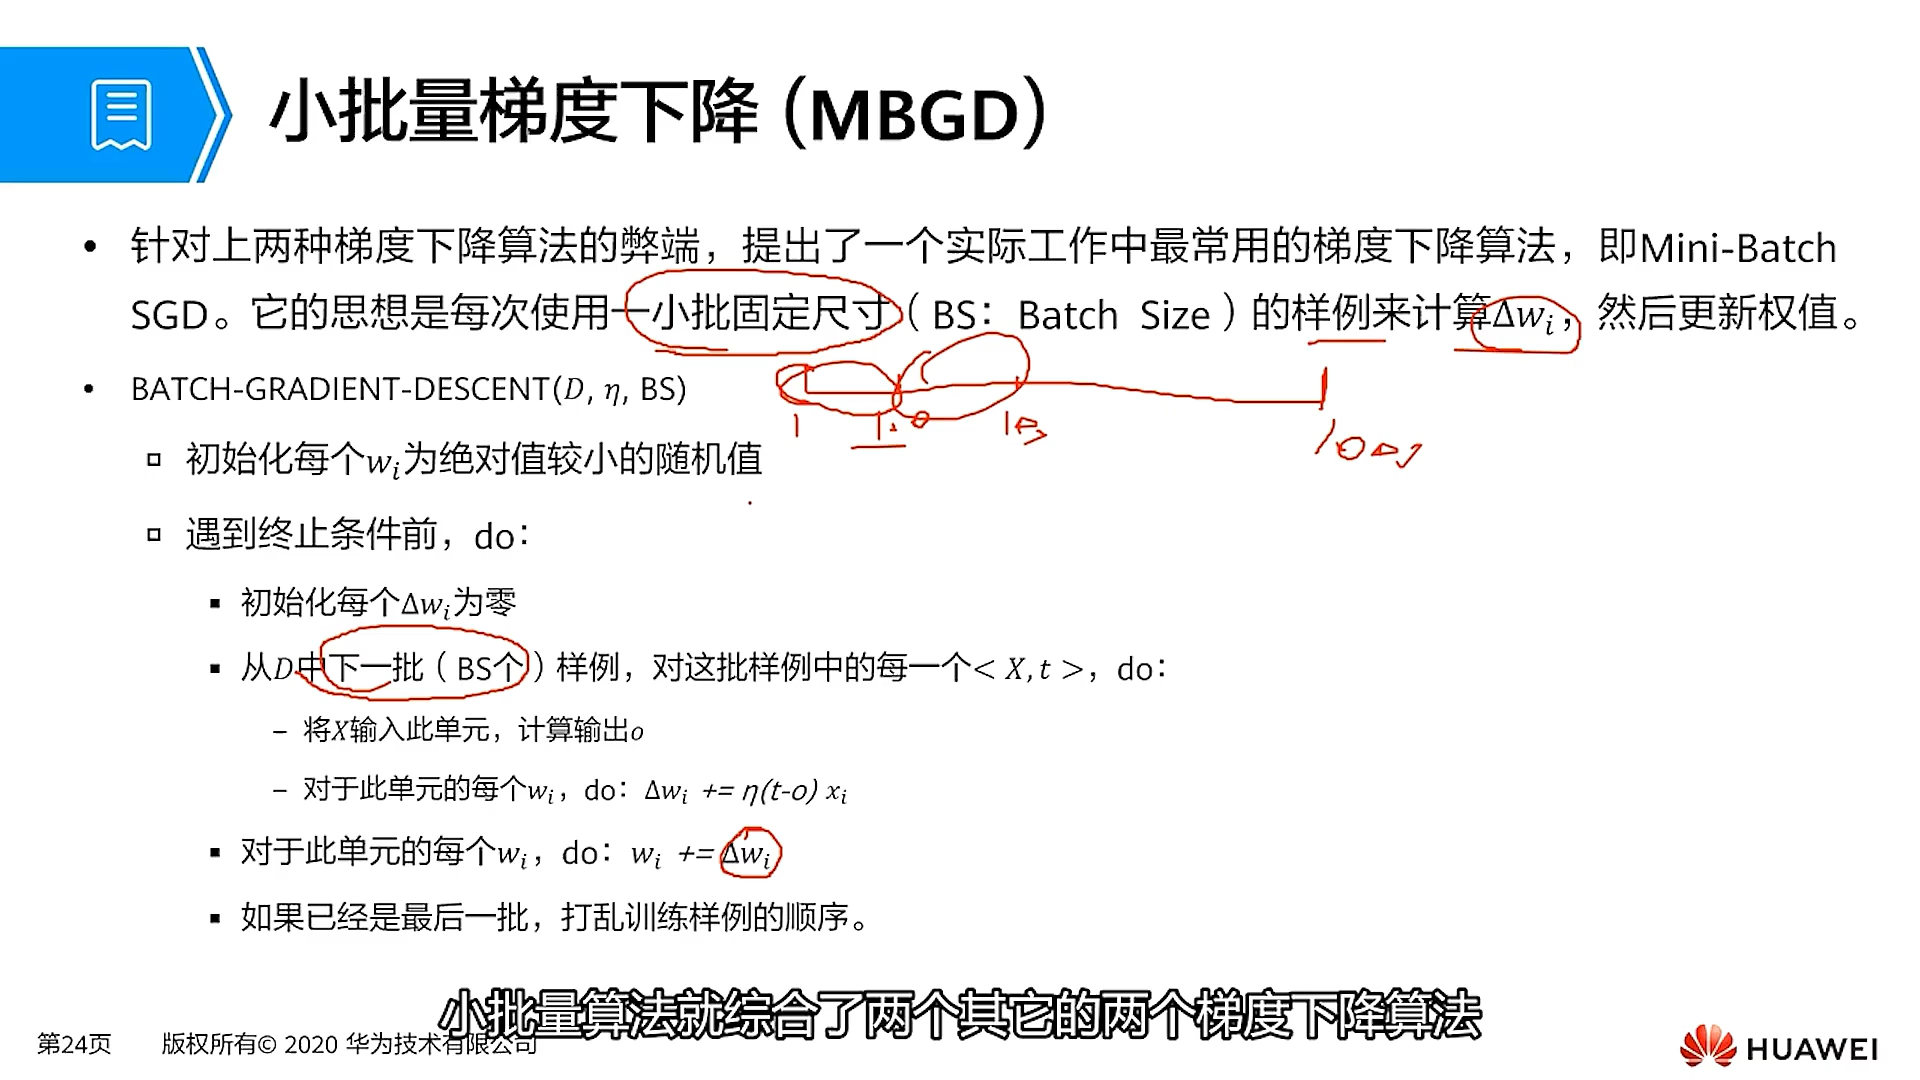 小批量梯度下降（MBGD）
• 针对上两种梯度下降算法的弊端，提出了一个实际工作中最常用的梯度下降算法，即Mini-Batch
SGD。它的思想是每次使用一小批固定尺寸（BS：Batch Size）的样例来计算Δwᵢ，然后更新权值。
• BATCH-GRADIENT-DESCENT(D, η, BS)
1
初始化每个wᵢ为绝对值较小的随机值
遇到终止条件前，do：
▪ 初始化每个Δwᵢ为零
▪ 从D中下一批（BS个）样例，对这批样例中的每一个< X, t >，do：
– 将X输入此单元，计算输出o
– 对于此单元的每个wᵢ，do：Δwᵢ += η(t-o) xᵢ
▪ 对于此单元的每个wᵢ，do：wᵢ += Δwᵢ
▪ 如果已经是最后一批，打乱训练样例的顺序。
小批量算法就综合了两个其它的两个梯度下降算法
第24页 版权所有© 2020 华为技术有限公司
HUAWEI